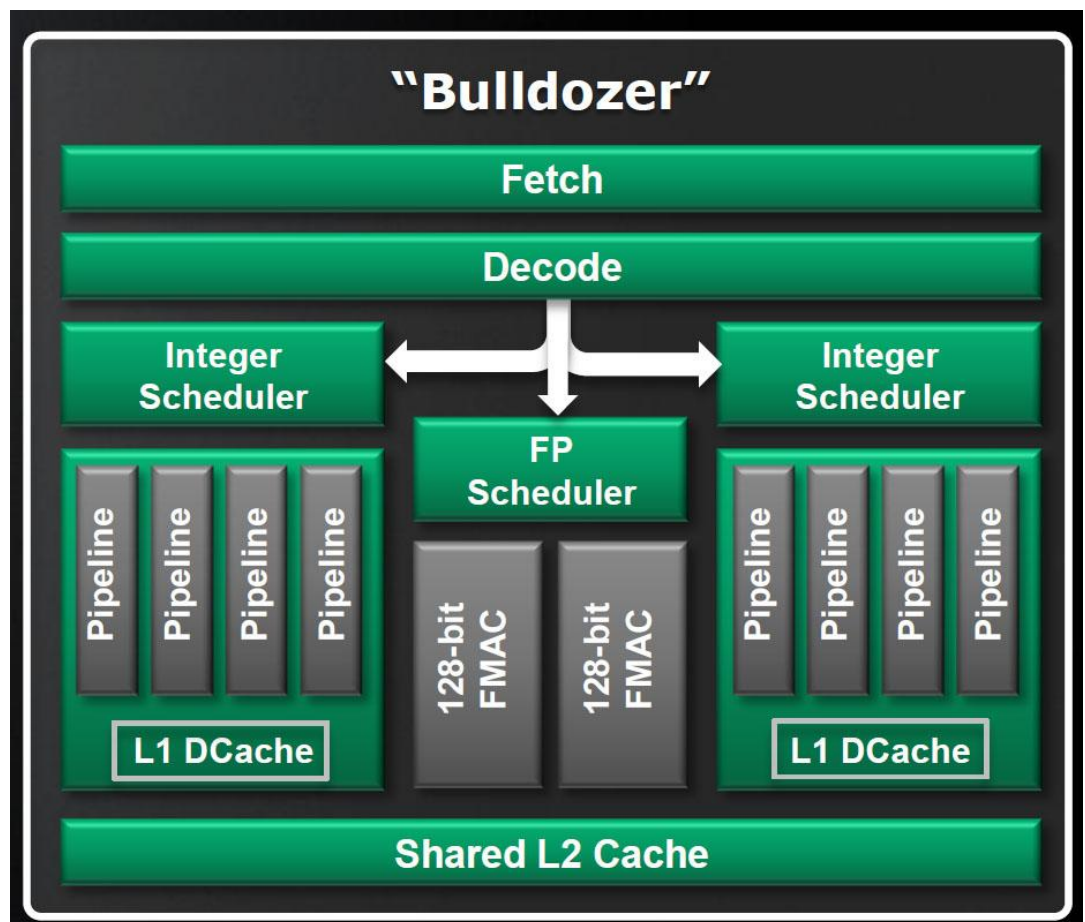 “Bulldozer”
Fetch
Decode
Integer
Scheduler
Integer
Scheduler
FP
Scheduler
Pipeline
Pipeline
Pipeline
Pipeline
128-bit
FMAC
128-bit
FMAC
Pipeline
Pipeline
Pipeline
Pipeline
L1 DCache
L1 DCache
Shared L2 Cache